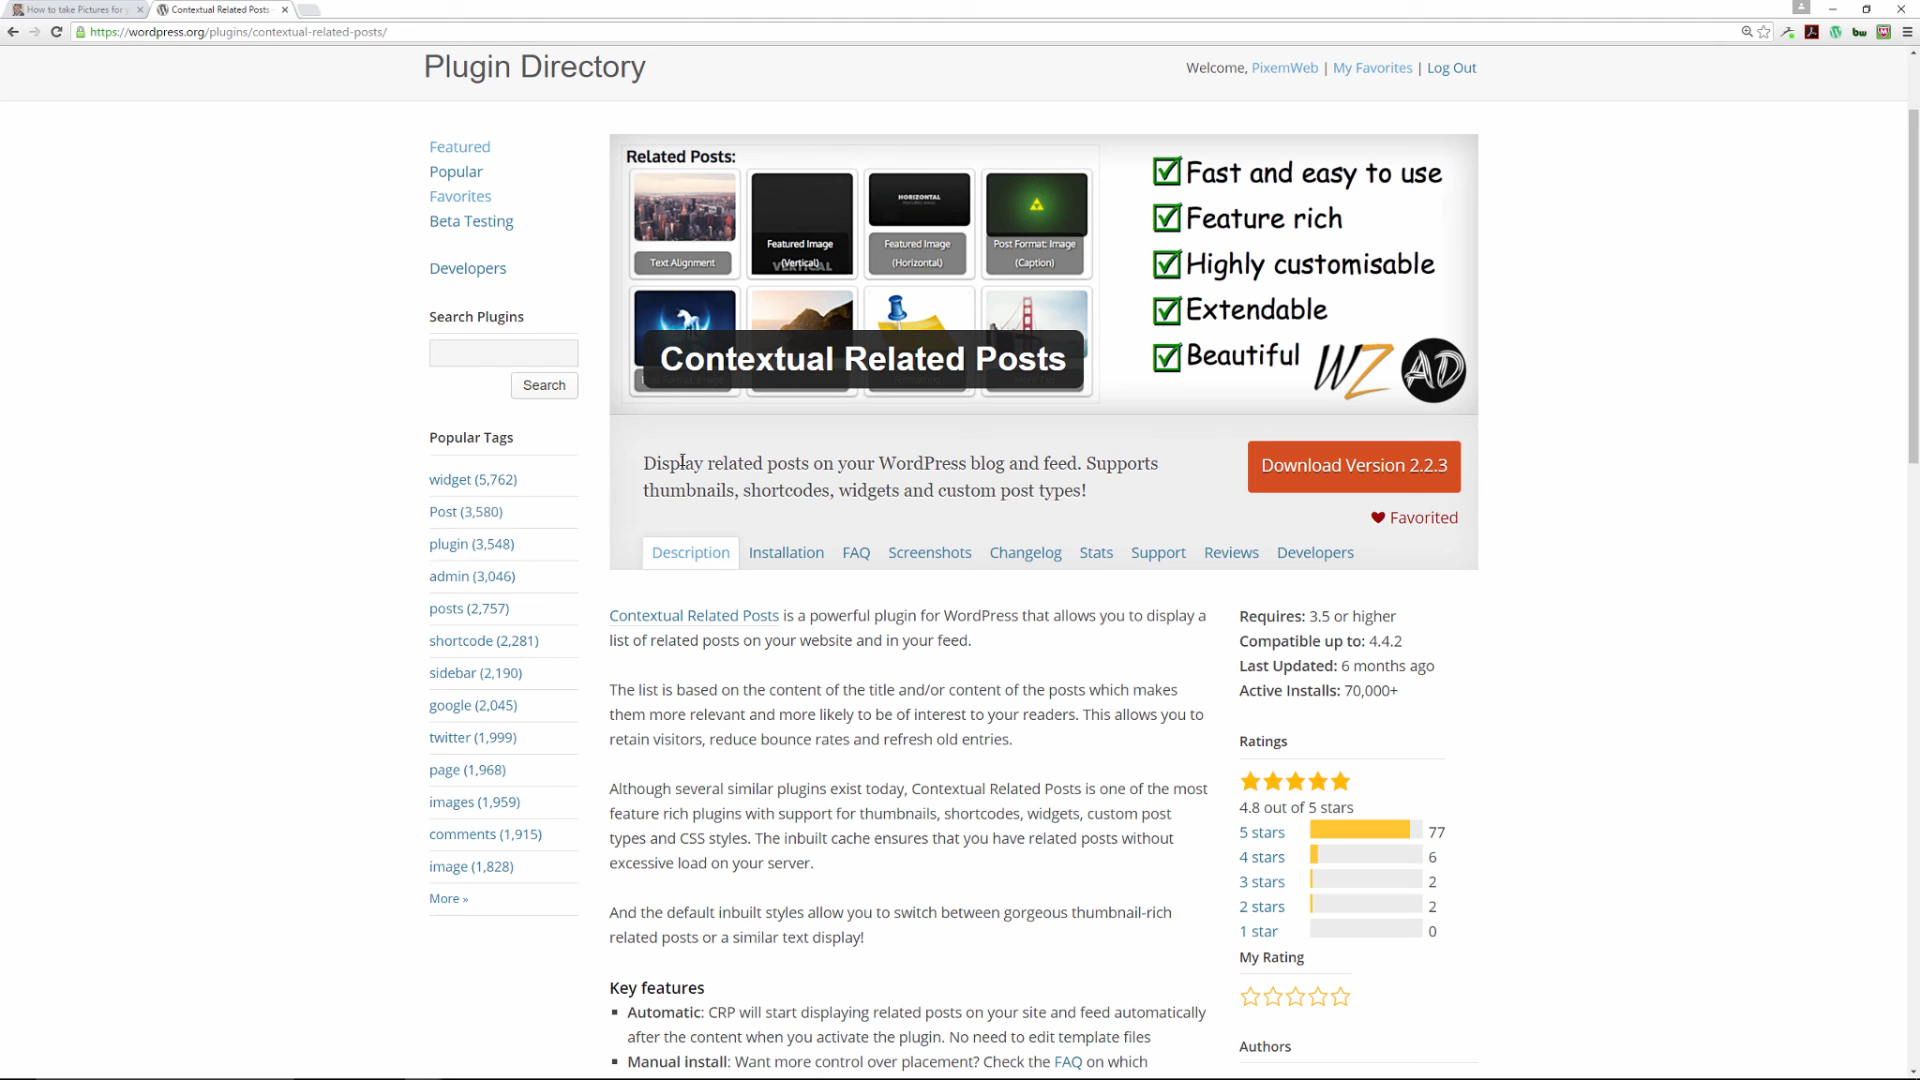 How to take Pictures for
Contextual Related Posts
https://wordpress.org/plugins/contextual-related-posts/
Plugin Directory
Welcome, PixemWeb | My Favorites | Log Out
Featured
Popular
Favorites
Beta Testing
Developers
Search Plugins
Search
Popular Tags
widget (5,762)
Post (3,580)
plugin (3,548)
admin (3,046)
posts (2,757)
shortcode (2,281)
sidebar (2,190)
google (2,045)
twitter (1,999)
page (1,968)
images (1,959)
comments (1,915)
image (1,828)
More »
Related Posts:
Text Alignment
Featured Image
(Vertical)
VERTICAL
HORIZONTAL
Featured Image
(Horizontal)
Post Format: Image
(Caption)
Contextual Related Posts
Fast and easy to use
Feature rich
Highly customisable
Extendable
Beautiful
WZ AD
Display related posts on your WordPress blog and feed. Supports
thumbnails, shortcodes, widgets and custom post types!
Download Version 2.2.3
Favorited
Description Installation FAQ Screenshots Changelog Stats Support Reviews Developers
Contextual Related Posts is a powerful plugin for WordPress that allows you to display a
list of related posts on your website and in your feed.
The list is based on the content of the title and/or content of the posts which makes
them more relevant and more likely to be of interest to your readers. This allows you to
retain visitors, reduce bounce rates and refresh old entries.
Although several similar plugins exist today, Contextual Related Posts is one of the most
feature rich plugins with support for thumbnails, shortcodes, widgets, custom post
types and CSS styles. The inbuilt cache ensures that you have related posts without
excessive load on your server.
And the default inbuilt styles allow you to switch between gorgeous thumbnail-rich
related posts or a similar text display!
Key features
Automatic: CRP will start displaying related posts on your site and feed automatically
after the content when you activate the plugin. No need to edit template files
Manual install: Want more control over placement? Check the FAQ on which
Requires: 3.5 or higher
Compatible up to: 4.4.2
Last Updated: 6 months ago
Active Installs: 70,000+
Ratings
4.8 out of 5 stars
5 stars 77
4 stars 6
3 stars 2
2 stars 2
1 star 0
My Rating
Authors